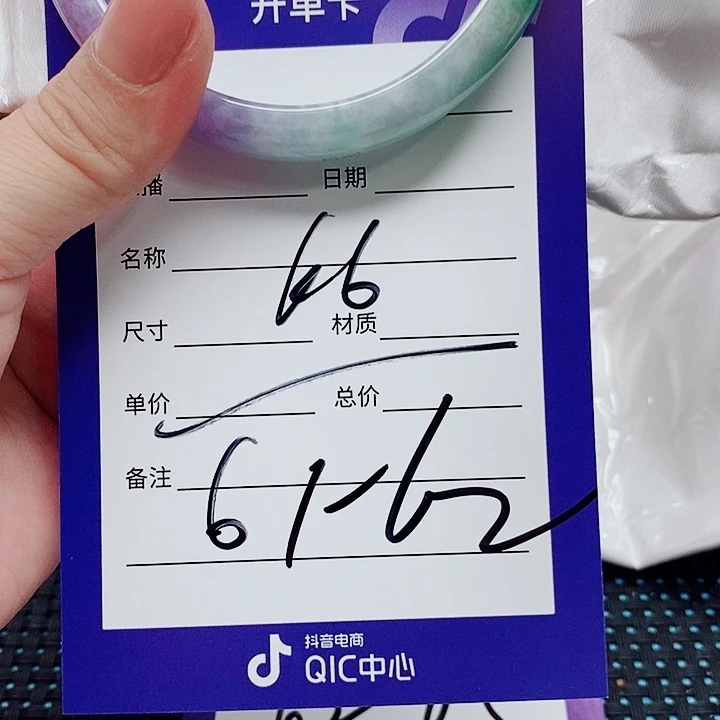 开单卡
播 日期
名称
66
尺寸 材质
单价 总价
备注
61-62
抖音电商
QIC中心